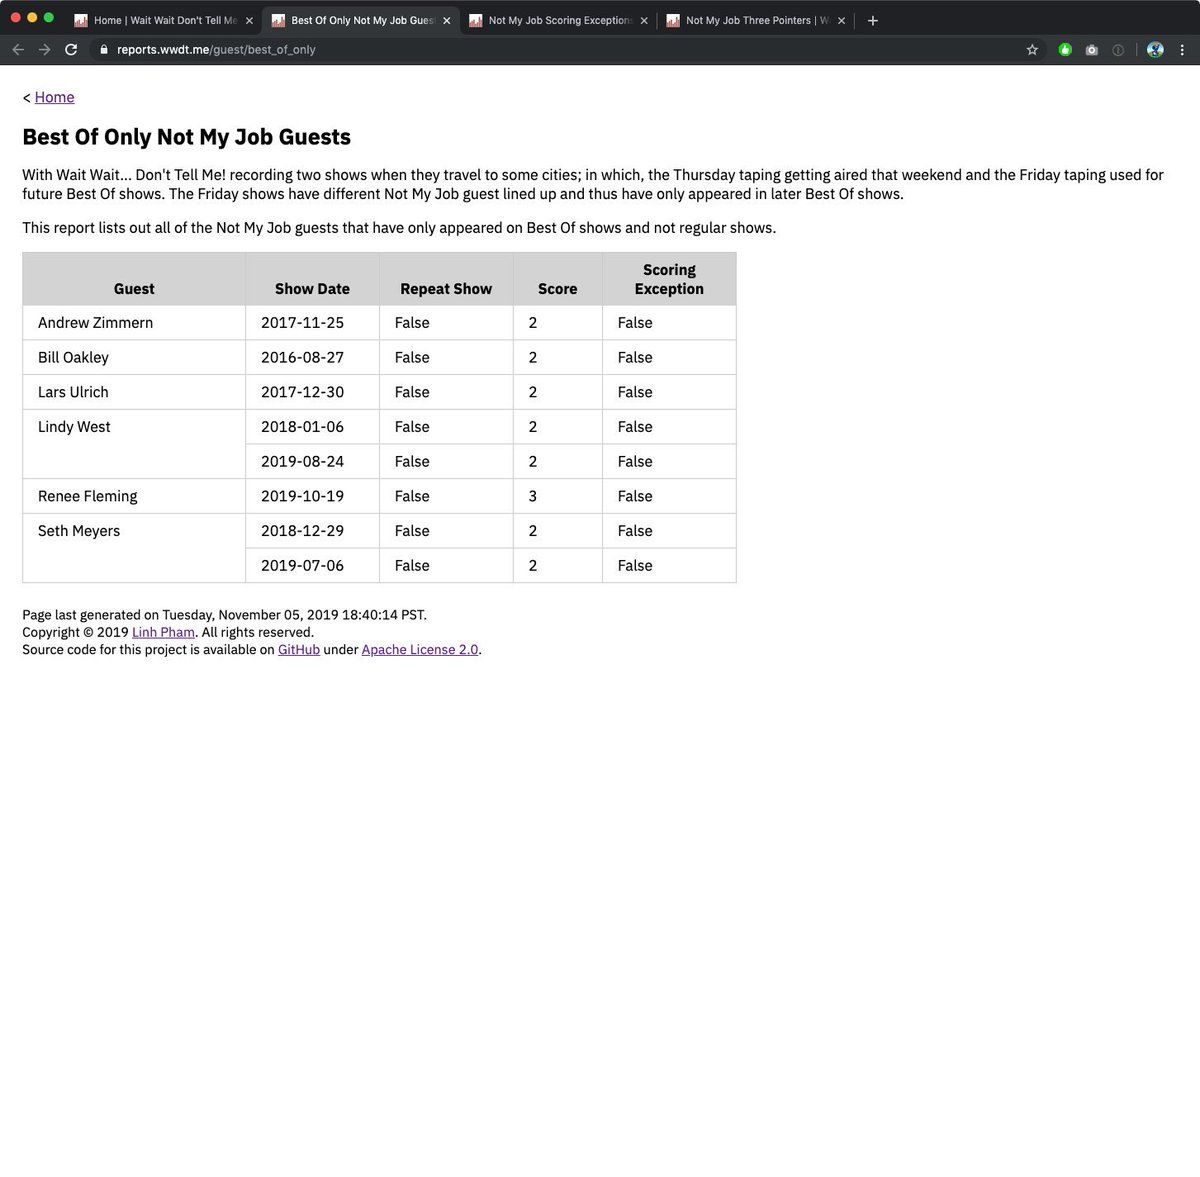 Home | Wait Wait Don't Tell Me
Best Of Only Not My Job Gues
Not My Job Scoring Exceptions
Not My Job Three Pointers | W
reports.wwdt.me/guest/best_of_only
< Home
Best Of Only Not My Job Guests
With Wait Wait... Don't Tell Me! recording two shows when they travel to some cities; in which, the Thursday taping getting aired that weekend and the Friday taping used for
future Best Of shows. The Friday shows have different Not My Job guest lined up and thus have only appeared in later Best Of shows.
This report lists out all of the Not My Job guests that have only appeared on Best Of shows and not regular shows.
Guest Show Date Repeat Show Score Scoring Exception
Andrew Zimmern 2017-11-25 False 2 False
Bill Oakley 2016-08-27 False 2 False
Lars Ulrich 2017-12-30 False 2 False
Lindy West 2018-01-06 False 2 False
2019-08-24 False 2 False
Renee Fleming 2019-10-19 False 3 False
Seth Meyers 2018-12-29 False 2 False
2019-07-06 False 2 False
Page last generated on Tuesday, November 05, 2019 18:40:14 PST.
Copyright © 2019 Linh Pham. All rights reserved.
Source code for this project is available on GitHub under Apache License 2.0.